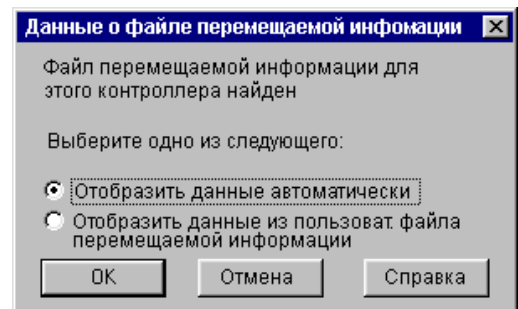 Данные о файле перемещаемой инфомации
Файл перемещаемой информации для
этого контроллера найден
Выберите одно из следующего:
Отобразить данные автоматически
Отобразить данные из пользоват. файла
перемещаемой информации
OK Отмена Справка